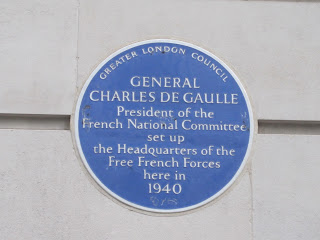 GREATER LONDON COUNCIL
GENERAL
CHARLES DE GAULLE
President of the
French National Committee
set up
the Headquarters of the
Free French Forces
here in
1940